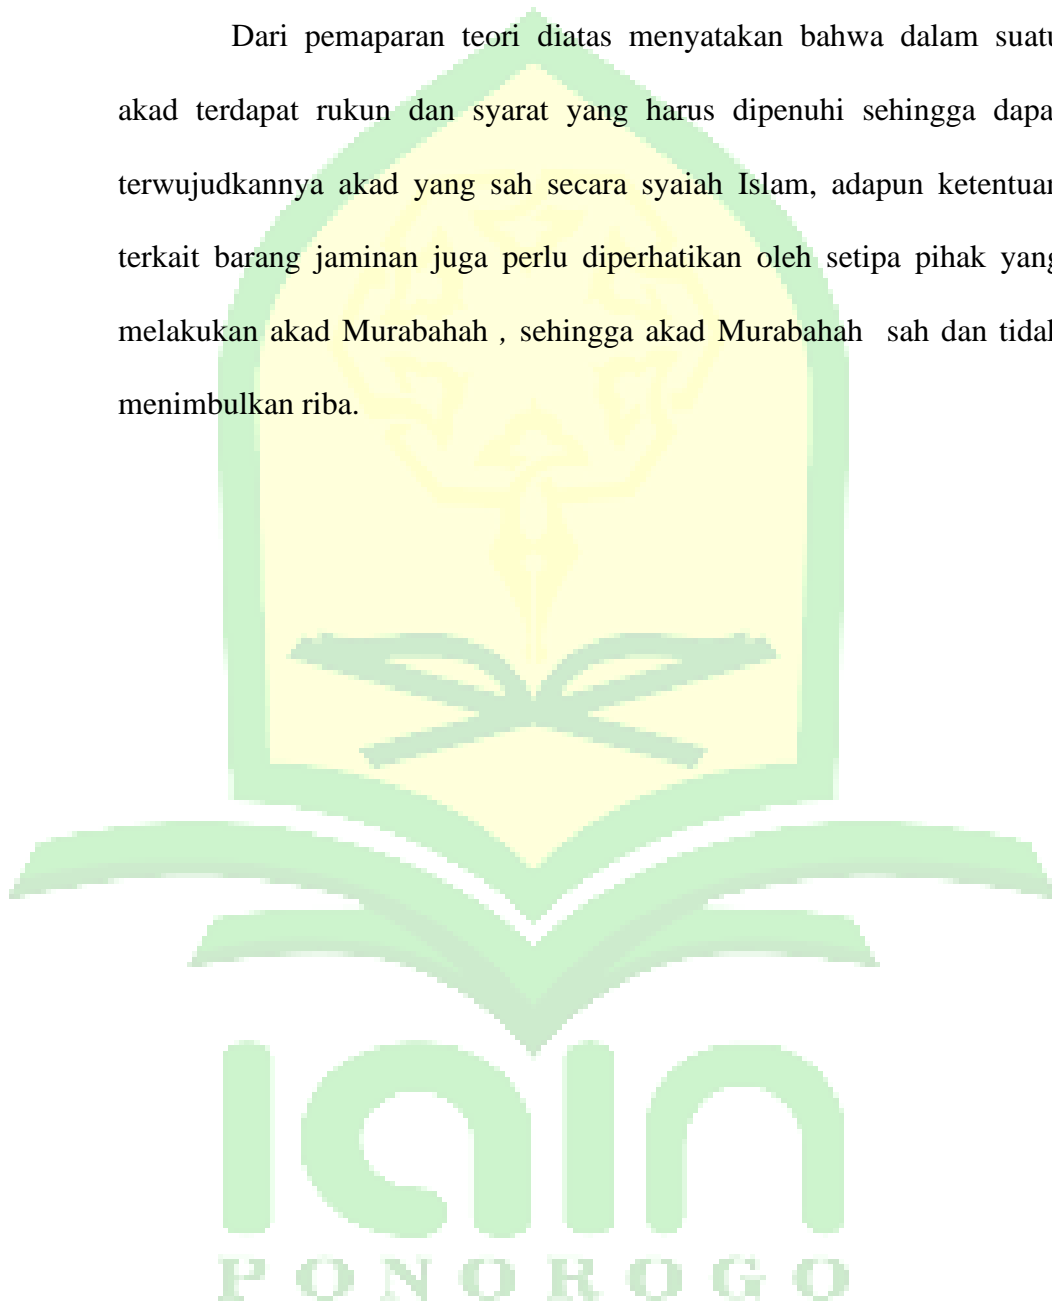 Dari pemaparan teori diatas menyatakan bahwa dalam suatu
akad terdapat rukun dan syarat yang harus dipenuhi sehingga dapa
terwujudkannya akad yang sah secara syaiah Islam, adapun ketentuan
terkait barang jaminan juga perlu diperhatikan oleh setipa pihak yang
melakukan akad Murabahah , sehingga akad Murabahah sah dan tidak
menimbulkan riba.
iain
PONOROGO